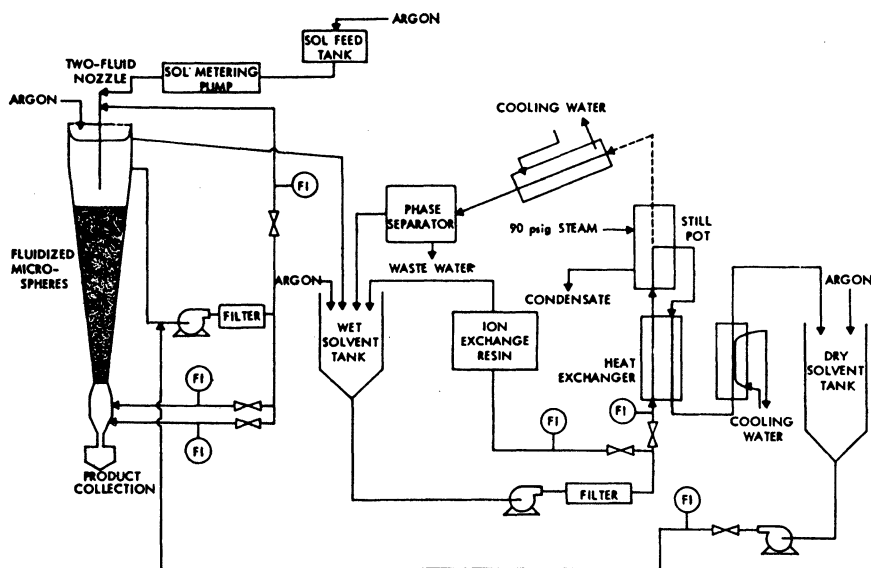 ARGON
SOL FEED
TANK
TWO-FLUID
NOZZLE
SOL METERING
PUMP
ARGON
COOLING WATER
FI
PHASE
SEPARATOR
90 psig STEAM
STILL
POT
FLUIDIZED
MICRO-
SPHERES
WASTE WATER
ARGON
CONDENSATE
ARGON
FILTER
WET
SOLVENT
TANK
ION
EXCHANGE
RESIN
HEAT
EXCHANGER
DRY
SOLVENT
TANK
FI
FI
FI
FI
COOLING
WATER
PRODUCT
COLLECTION
FILTER
FI